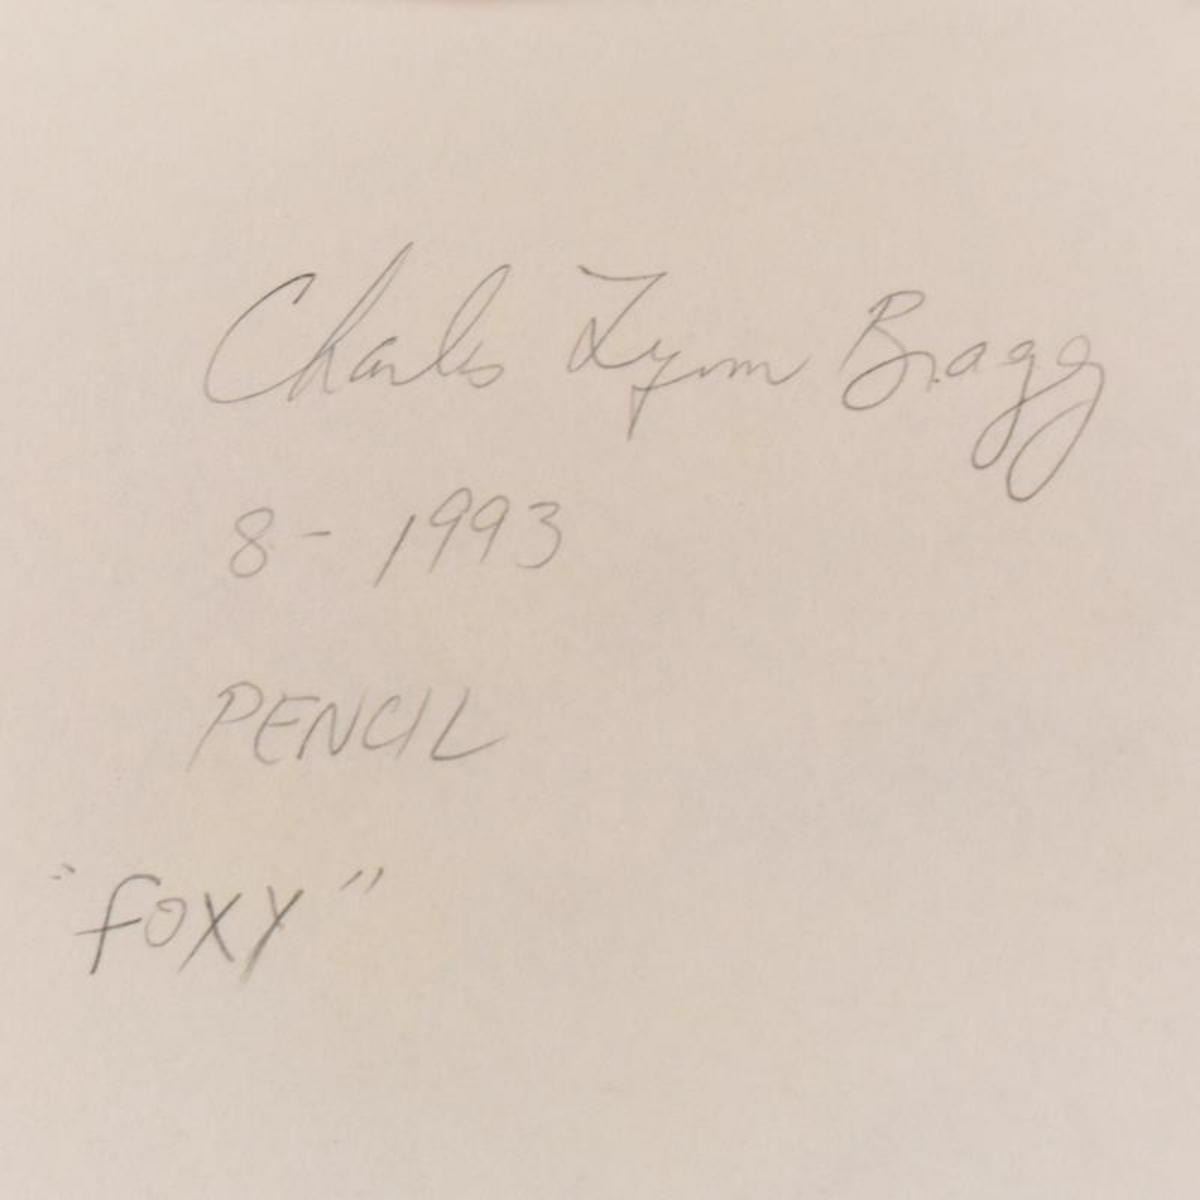 Charles Lynn Bragg
8 - 1993
PENCIL
"FOXY"